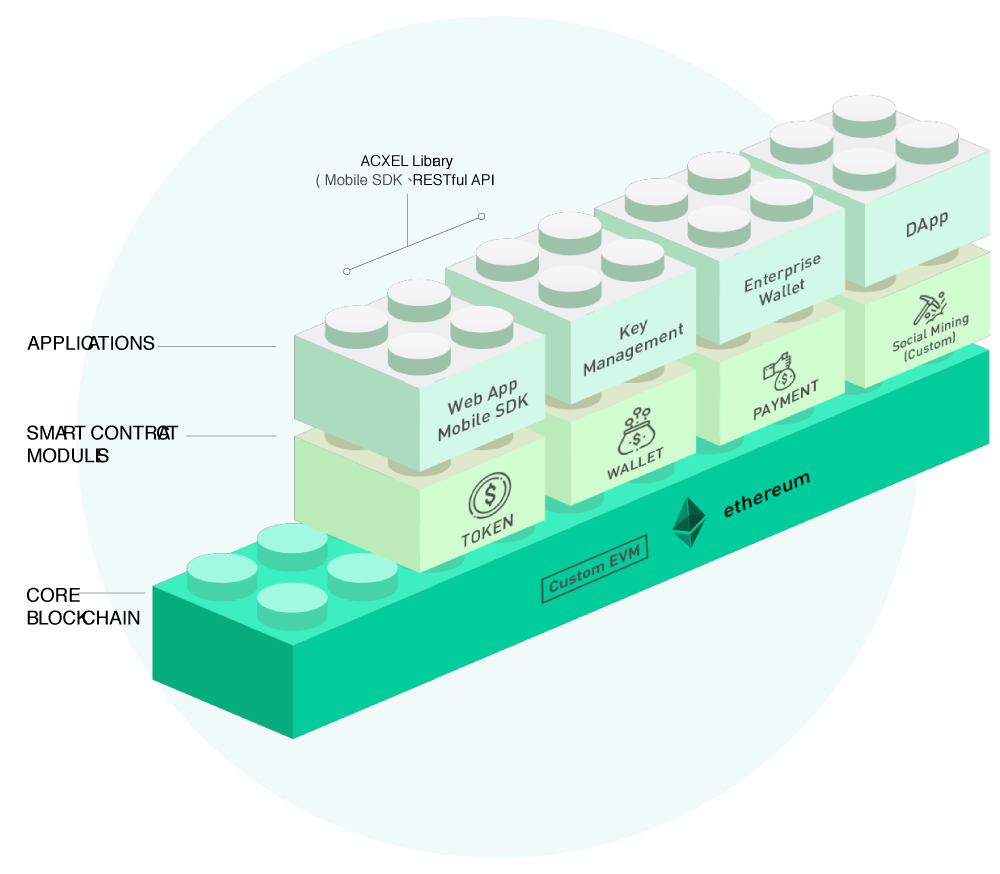 ACXEL Library
( Mobile SDK、RESTful API
DApp
Enterprise
Wallet
Key
Management
Web App
Mobile SDK
APPLICATIONS
Social Mining
(Custom)
PAYMENT
WALLET
TOKEN
SMART CONTRAT
MODULES
ethereum
Custom EVM
CORE
BLOCKCHAIN